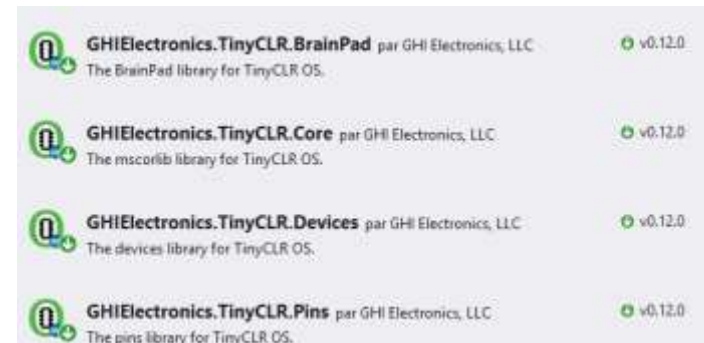 GHIElectronics.TinyCLR.BrainPad par GHI Electronics, LLC v0.12.0
The BrainPad library for TinyCLR OS.
GHIElectronics.TinyCLR.Core par GHI Electronics, LLC v0.12.0
The mscorlib library for TinyCLR OS.
GHIElectronics.TinyCLR.Devices par GHI Electronics, LLC v0.12.0
The devices library for TinyCLR OS.
GHIElectronics.TinyCLR.Pins par GHI Electronics, LLC v0.12.0
The pins library for TinyCLR OS.